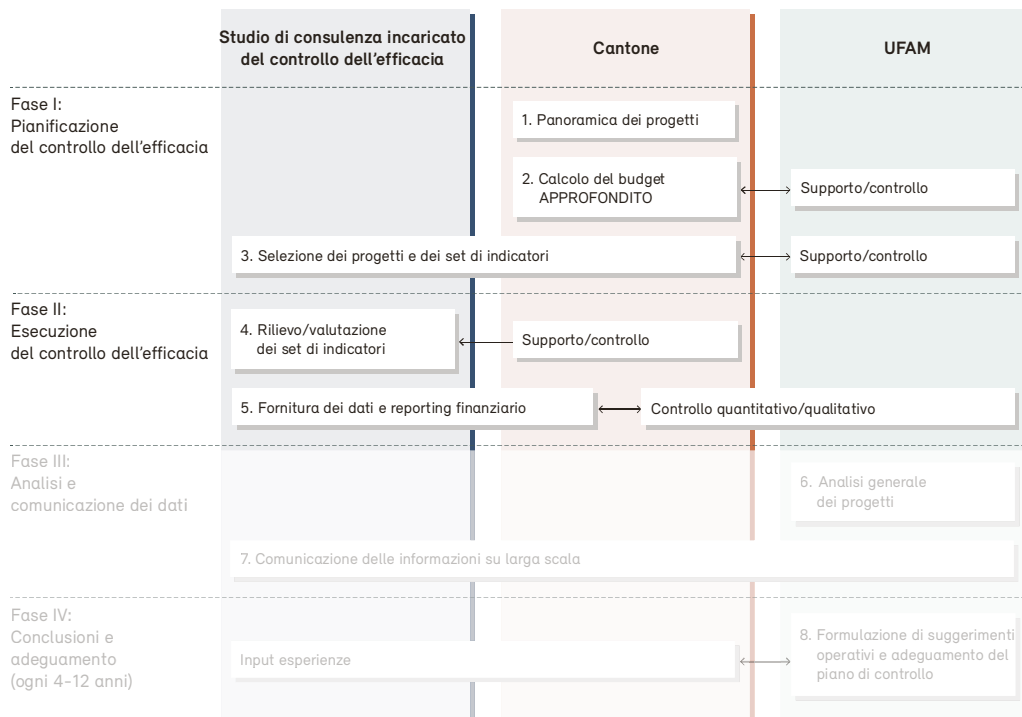 Studio di consulenza incaricato
del controllo dell'efficacia
Cantone
UFAM
Fase I:
Pianificazione
del controllo dell'efficacia
1. Panoramica dei progetti
2. Calcolo del budget
APPROFONDITO
Supporto/controllo
3. Selezione dei progetti e dei set di indicatori
Supporto/controllo
Fase II:
Esecuzione
del controllo dell'efficacia
4. Rilievo/valutazione
dei set di indicatori
Supporto/controllo
5. Fornitura dei dati e reporting finanziario
Controllo quantitativo/qualitativo
Fase III:
Analisi e
comunicazione dei dati
6. Analisi generale
dei progetti
7. Comunicazione delle informazioni su larga scala
Fase IV:
Conclusioni e
adeguamento
(ogni 4-12 anni)
Input esperienze
8. Formulazione di suggerimenti
operativi e adeguamento del
piano di controllo